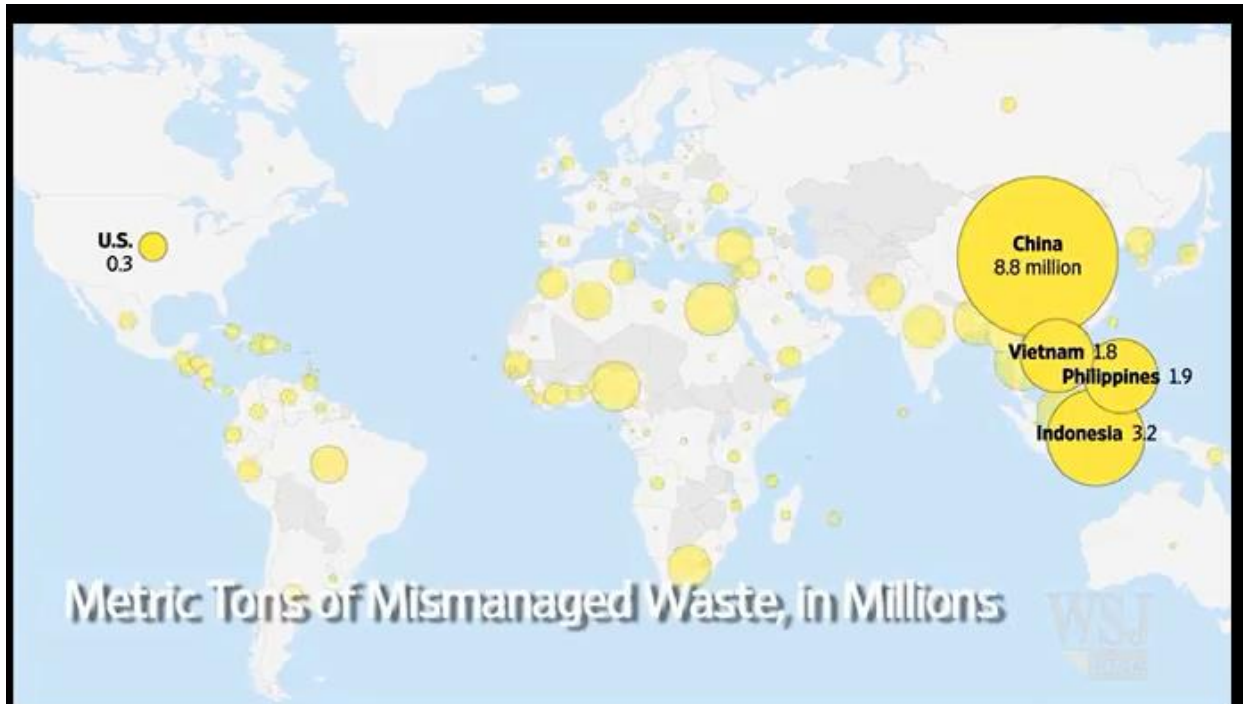 U.S.
0.3
China
8.8 million
Vietnam 1.8
Philippines 1.9
Indonesia 3.2
Metric Tons of Mismanaged Waste, in Millions
WSJ